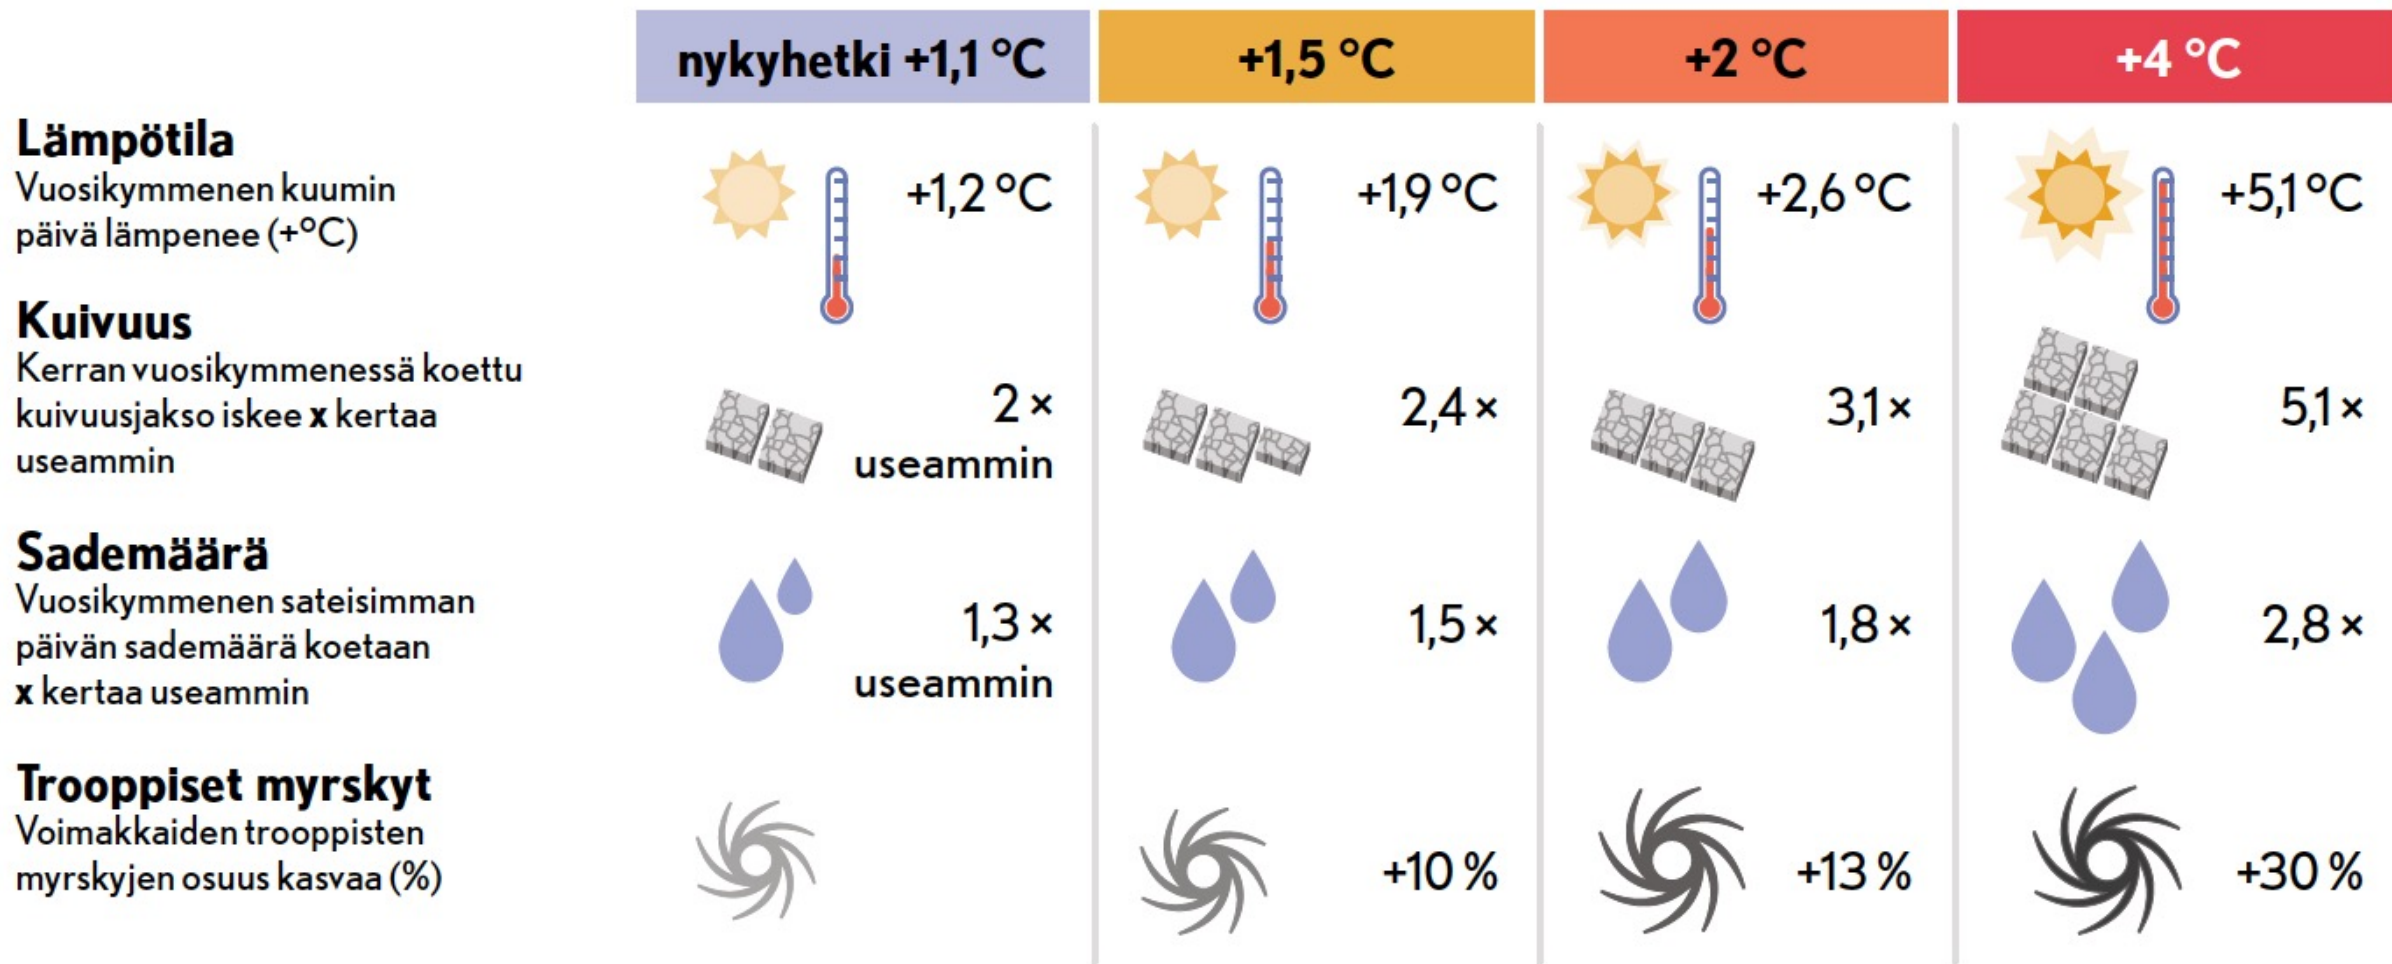 nykyhetki +1,1 °C
+1,5 °C
+2 °C
+4 °C
Lämpötila
Vuosikymmenen kuumin
päivä lämpenee (+°C)
+1,2 °C
+1,9 °C
+2,6 °C
+5,1 °C
Kuivuus
Kerran vuosikymmenessä koettu
kuivuusjakso iskee x kertaa
useammin
2 ×
useammin
2,4 ×
3,1 ×
5,1 ×
Sademäärä
Vuosikymmenen sateisimman
päivän sademäärä koetaan
x kertaa useammin
1,3 ×
useammin
1,5 ×
1,8 ×
2,8 ×
Trooppiset myrskyt
Voimakkaiden trooppisten
myrskyjen osuus kasvaa (%)
+10 %
+13 %
+30 %